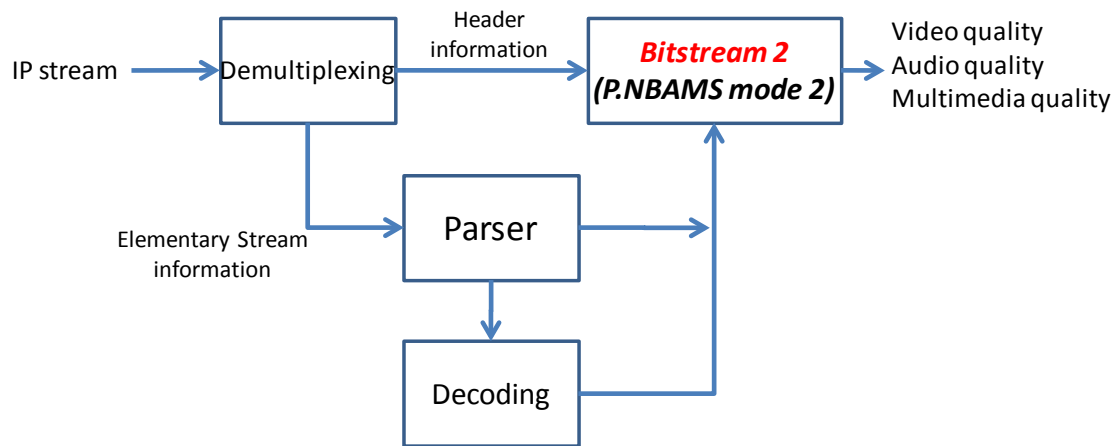 Header
information
IP stream
Demultiplexing
Bitstream 2
(P.NBAMS mode 2)
Video quality
Audio quality
Multimedia quality
Elementary Stream
information
Parser
Decoding